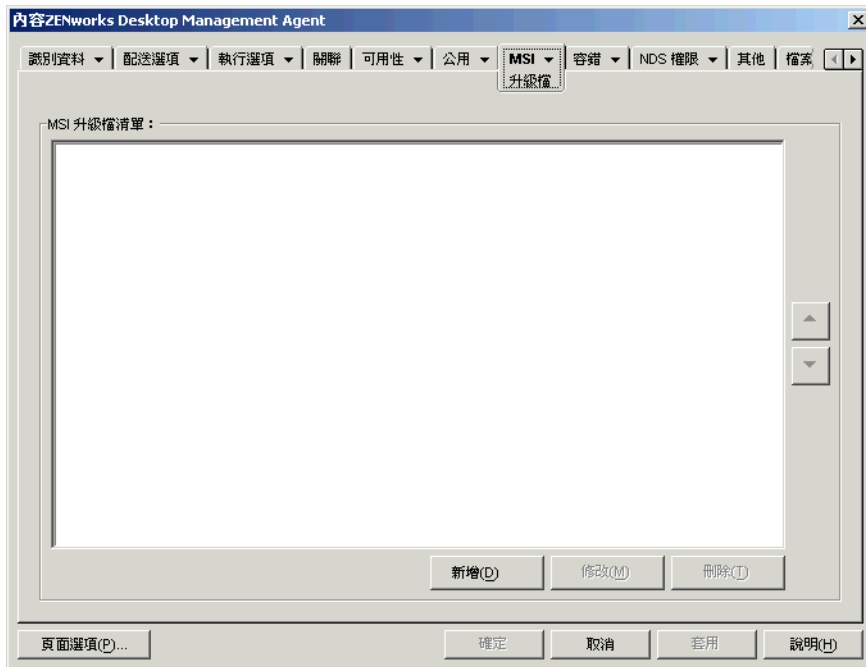 內容ZENworks Desktop Management Agent
識別資料 配送選項 執行選項 關聯 可用性 公用 MSI 容錯 NDS 權限 其他 檔案
升級檔
MSI 升級檔清單：
新增(D) 修改(M) 刪除(T)
頁面選項(P)... 確定 取消 套用 說明(H)